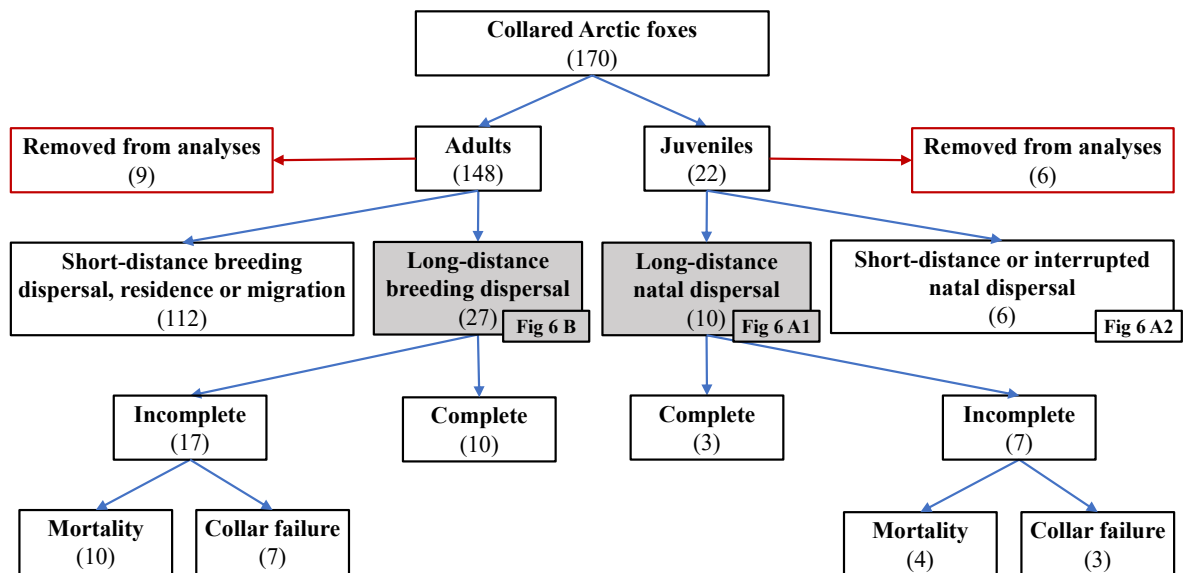 Collared Arctic foxes
(170)
Removed from analyses
(9)
Adults
(148)
Juveniles
(22)
Removed from analyses
(6)
Short-distance breeding
dispersal, residence or migration
(112)
Long-distance
breeding dispersal
(27)
Fig 6 B
Long-distance
natal dispersal
(10)
Fig 6 A1
Short-distance or interrupted
natal dispersal
(6)
Fig 6 A2
Incomplete
(17)
Complete
(10)
Complete
(3)
Incomplete
(7)
Mortality
(10)
Collar failure
(7)
Mortality
(4)
Collar failure
(3)